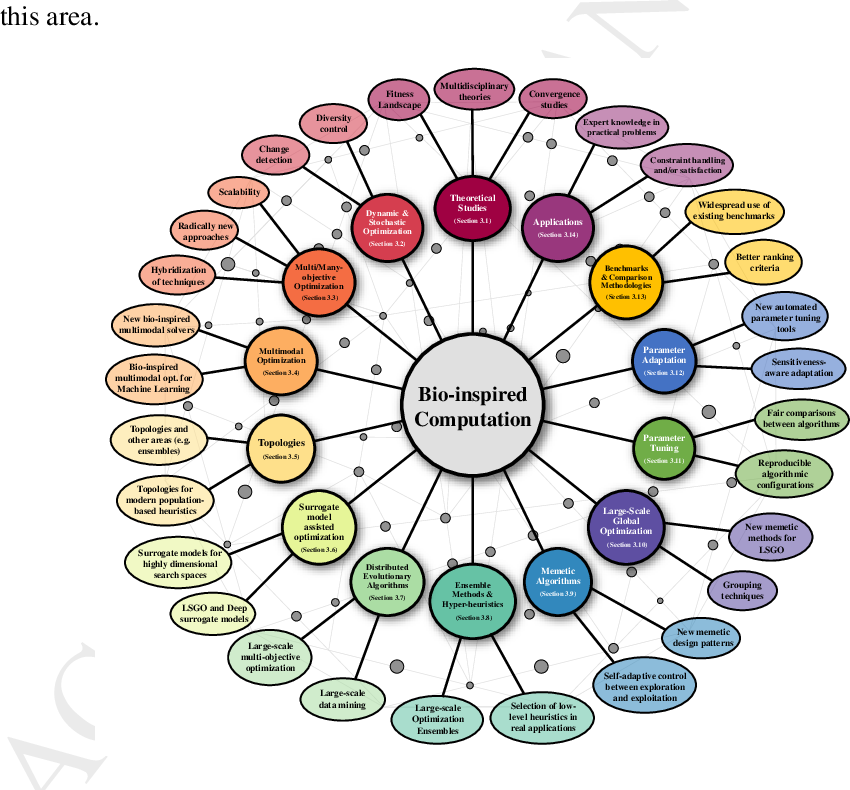 this area.
Fitness
Landscape
Multidisciplinary
theories
Convergence
studies
Diversity
control
Expert knowledge in
practical problems
Change
detection
Constraint handling
and/or satisfaction
Scalability
Widespread use of
existing benchmarks
Radically new
approaches
Better ranking
criteria
Hybridization
of techniques
New automated
parameter tuning
tools
New bio-inspired
multimodal solvers
Sensitiveness-
aware adaptation
Bio-inspired
multimodal opt. for
Machine Learning
Fair comparisons
between algorithms
Topologies and
other areas (e.g.
ensembles)
Reproducible
algorithmic
configurations
Topologies for
modern population-
based heuristics
New memetic
methods for
LSGO
Surrogate models for
highly dimensional
search spaces
Grouping
techniques
LSGO and Deep
surrogate models
New memetic
design patterns
Large-scale
multi-objective
optimization
Self-adaptive control
between exploration
and exploitation
Large-scale
data mining
Large-scale
Optimization
Ensembles
Selection of low-
level heuristics in
real applications
Theoretical
Studies
(Section 3.1)
Dynamic &
Stochastic
Optimization
(Section 3.2)
Multi/Many-
objective
Optimization
(Section 3.3)
Multimodal
Optimization
(Section 3.4)
Topologies
(Section 3.5)
Surrogate
model
assisted
optimization
(Section 3.6)
Distributed
Evolutionary
Algorithms
(Section 3.7)
Ensemble
Methods &
Hyper-heuristics
(Section 3.8)
Memetic
Algorithms
(Section 3.9)
Large-Scale
Global
Optimization
(Section 3.10)
Parameter
Tuning
(Section 3.11)
Parameter
Adaptation
(Section 3.12)
Benchmarks
& Comparison
Methodologies
(Section 3.13)
Applications
(Section 3.14)
Bio-inspired
Computation